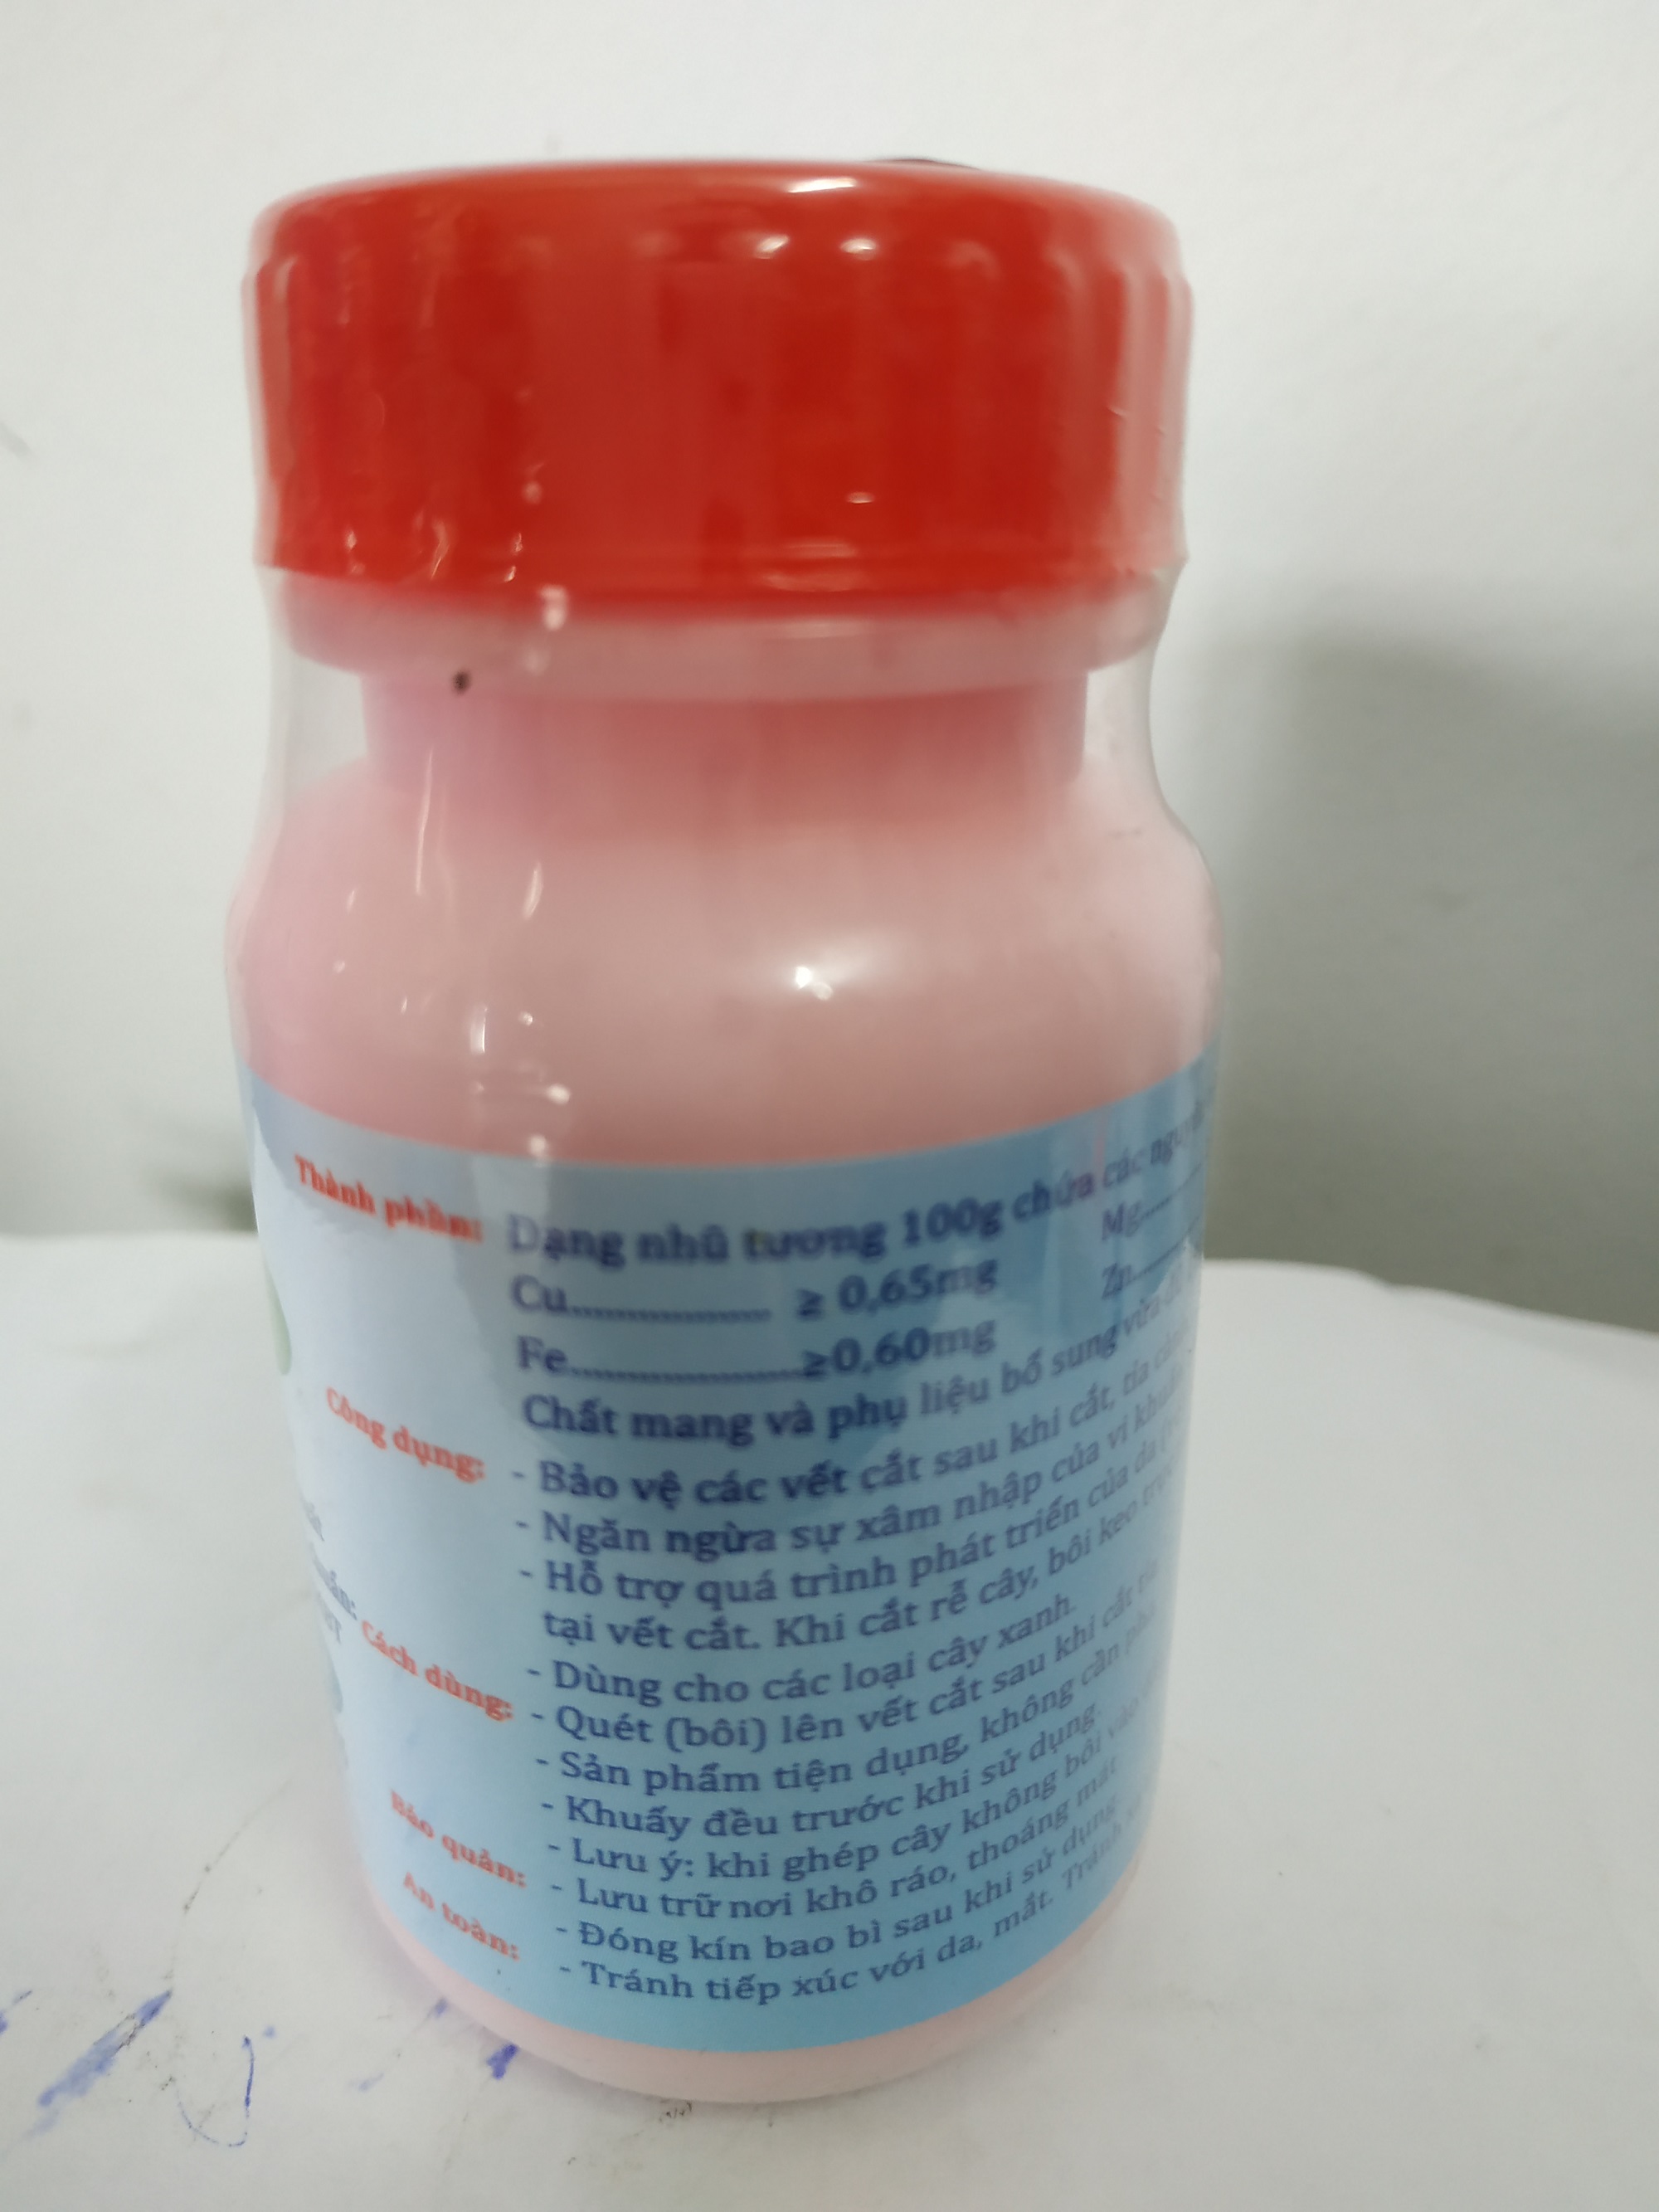 Thành phần: Dạng nhũ tương 100g chứa các
Cu................... ≥ 0,65mg Mg......
Fe.......................≥0,60mg Zn......
Chất mang và phụ liệu bổ sung vừa
Công dụng: - Bảo vệ các vết cắt sau khi cắt, tỉa
- Ngăn ngừa sự xâm nhập của vi
- Hỗ trợ quá trình phát triển của da
tại vết cắt. Khi cắt rễ cây, bôi keo
- Dùng cho các loại cây xanh.
Cách dùng: - Quét (bôi) lên vết cắt sau khi cắt
- Sản phẩm tiện dụng, không cần
- Khuấy đều trước khi sử dụng.
- Lưu ý: khi ghép cây không bôi vào
Bảo quản: - Lưu trữ nơi khô ráo, thoáng mát
- Đóng kín bao bì sau khi sử dụng
An toàn: - Tránh tiếp xúc với da, mắt. Tránh